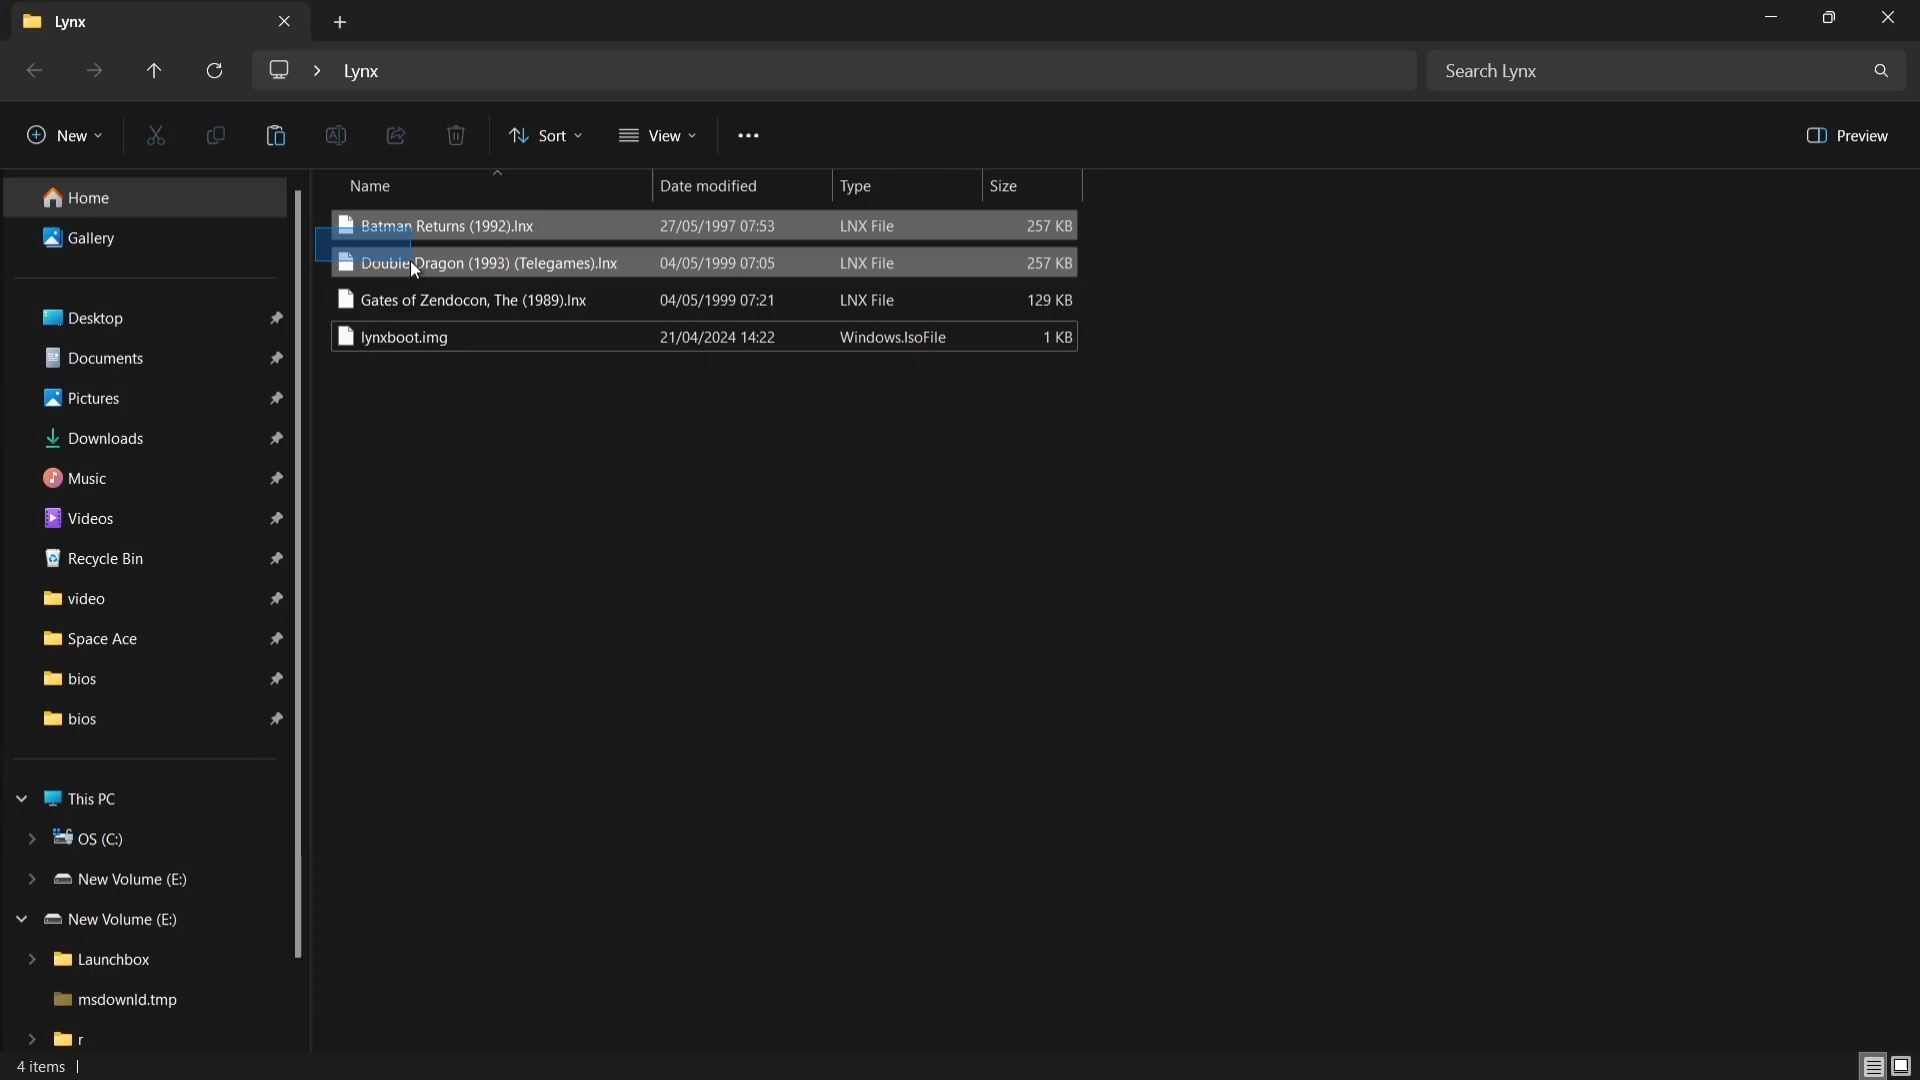 Lynx
Lynx
Search Lynx
New
Sort
View
Preview
Name
Date modified
Type
Size
Batman Returns (1992).lnx
27/05/1997 07:53
LNX File
257 KB
Double Dragon (1993) (Telegames).lnx
04/05/1999 07:05
LNX File
257 KB
Gates of Zendocon, The (1989).lnx
04/05/1999 07:21
LNX File
129 KB
lynxboot.img
21/04/2024 14:22
Windows.IsoFile
1 KB
Home
Gallery
Desktop
Documents
Pictures
Downloads
Music
Videos
Recycle Bin
video
Space Ace
bios
bios
This PC
OS (C:)
New Volume (E:)
New Volume (E:)
Launchbox
msdownld.tmp
r
4 items